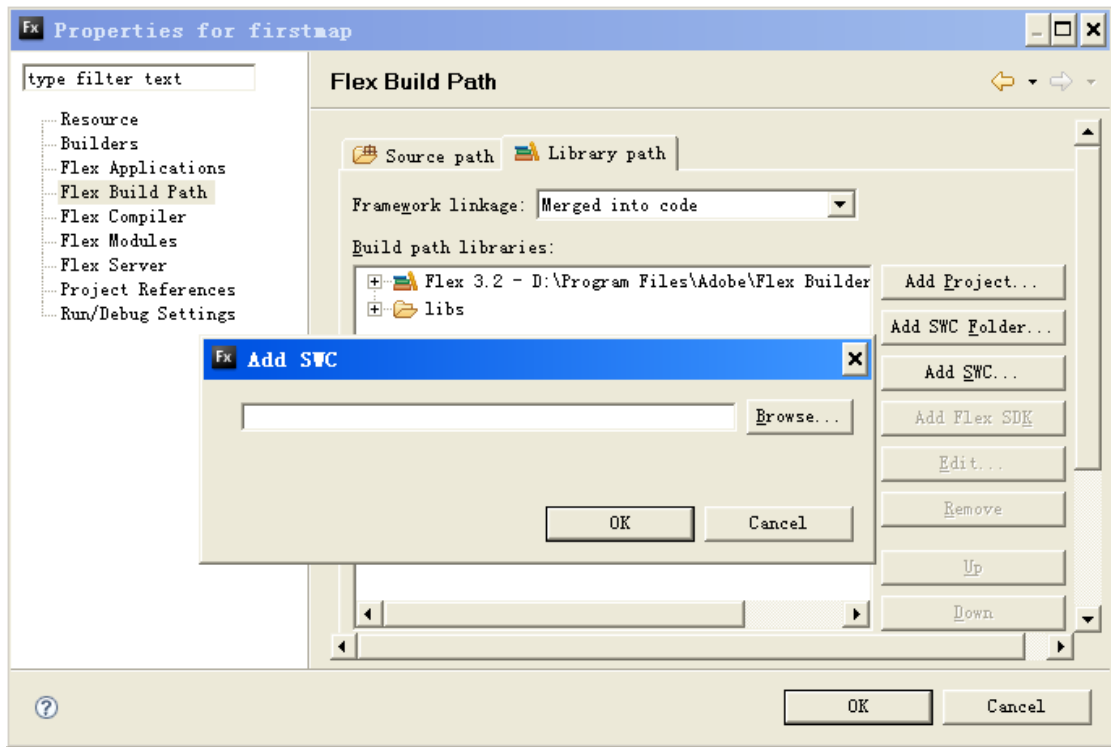 Fx Properties for firstmap
type filter text
Resource
Builders
Flex Applications
Flex Build Path
Flex Compiler
Flex Modules
Flex Server
Project References
Run/Debug Settings
Flex Build Path
Source path
Library path
Framework linkage: Merged into code
Build path libraries:
Flex 3.2 - D:\Program Files\Adobe\Flex Builder
libs
Add Project...
Add SWC Folder...
Add SWC...
Add Flex SDK
Edit...
Remove
Up
Down
Fx Add SWC
Browse...
OK
Cancel
?
OK
Cancel